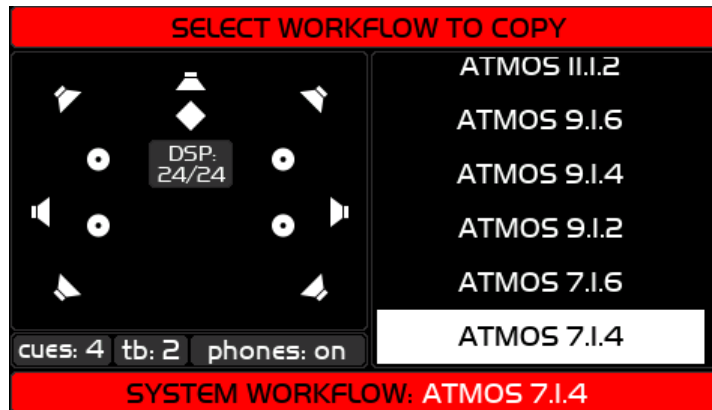 SELECT WORKFLOW TO COPY
DSP:
24/24
cues: 4 tb: 2 phones: on
ATMOS 11.1.2
ATMOS 9.1.6
ATMOS 9.1.4
ATMOS 9.1.2
ATMOS 7.1.6
ATMOS 7.1.4
SYSTEM WORKFLOW: ATMOS 7.1.4